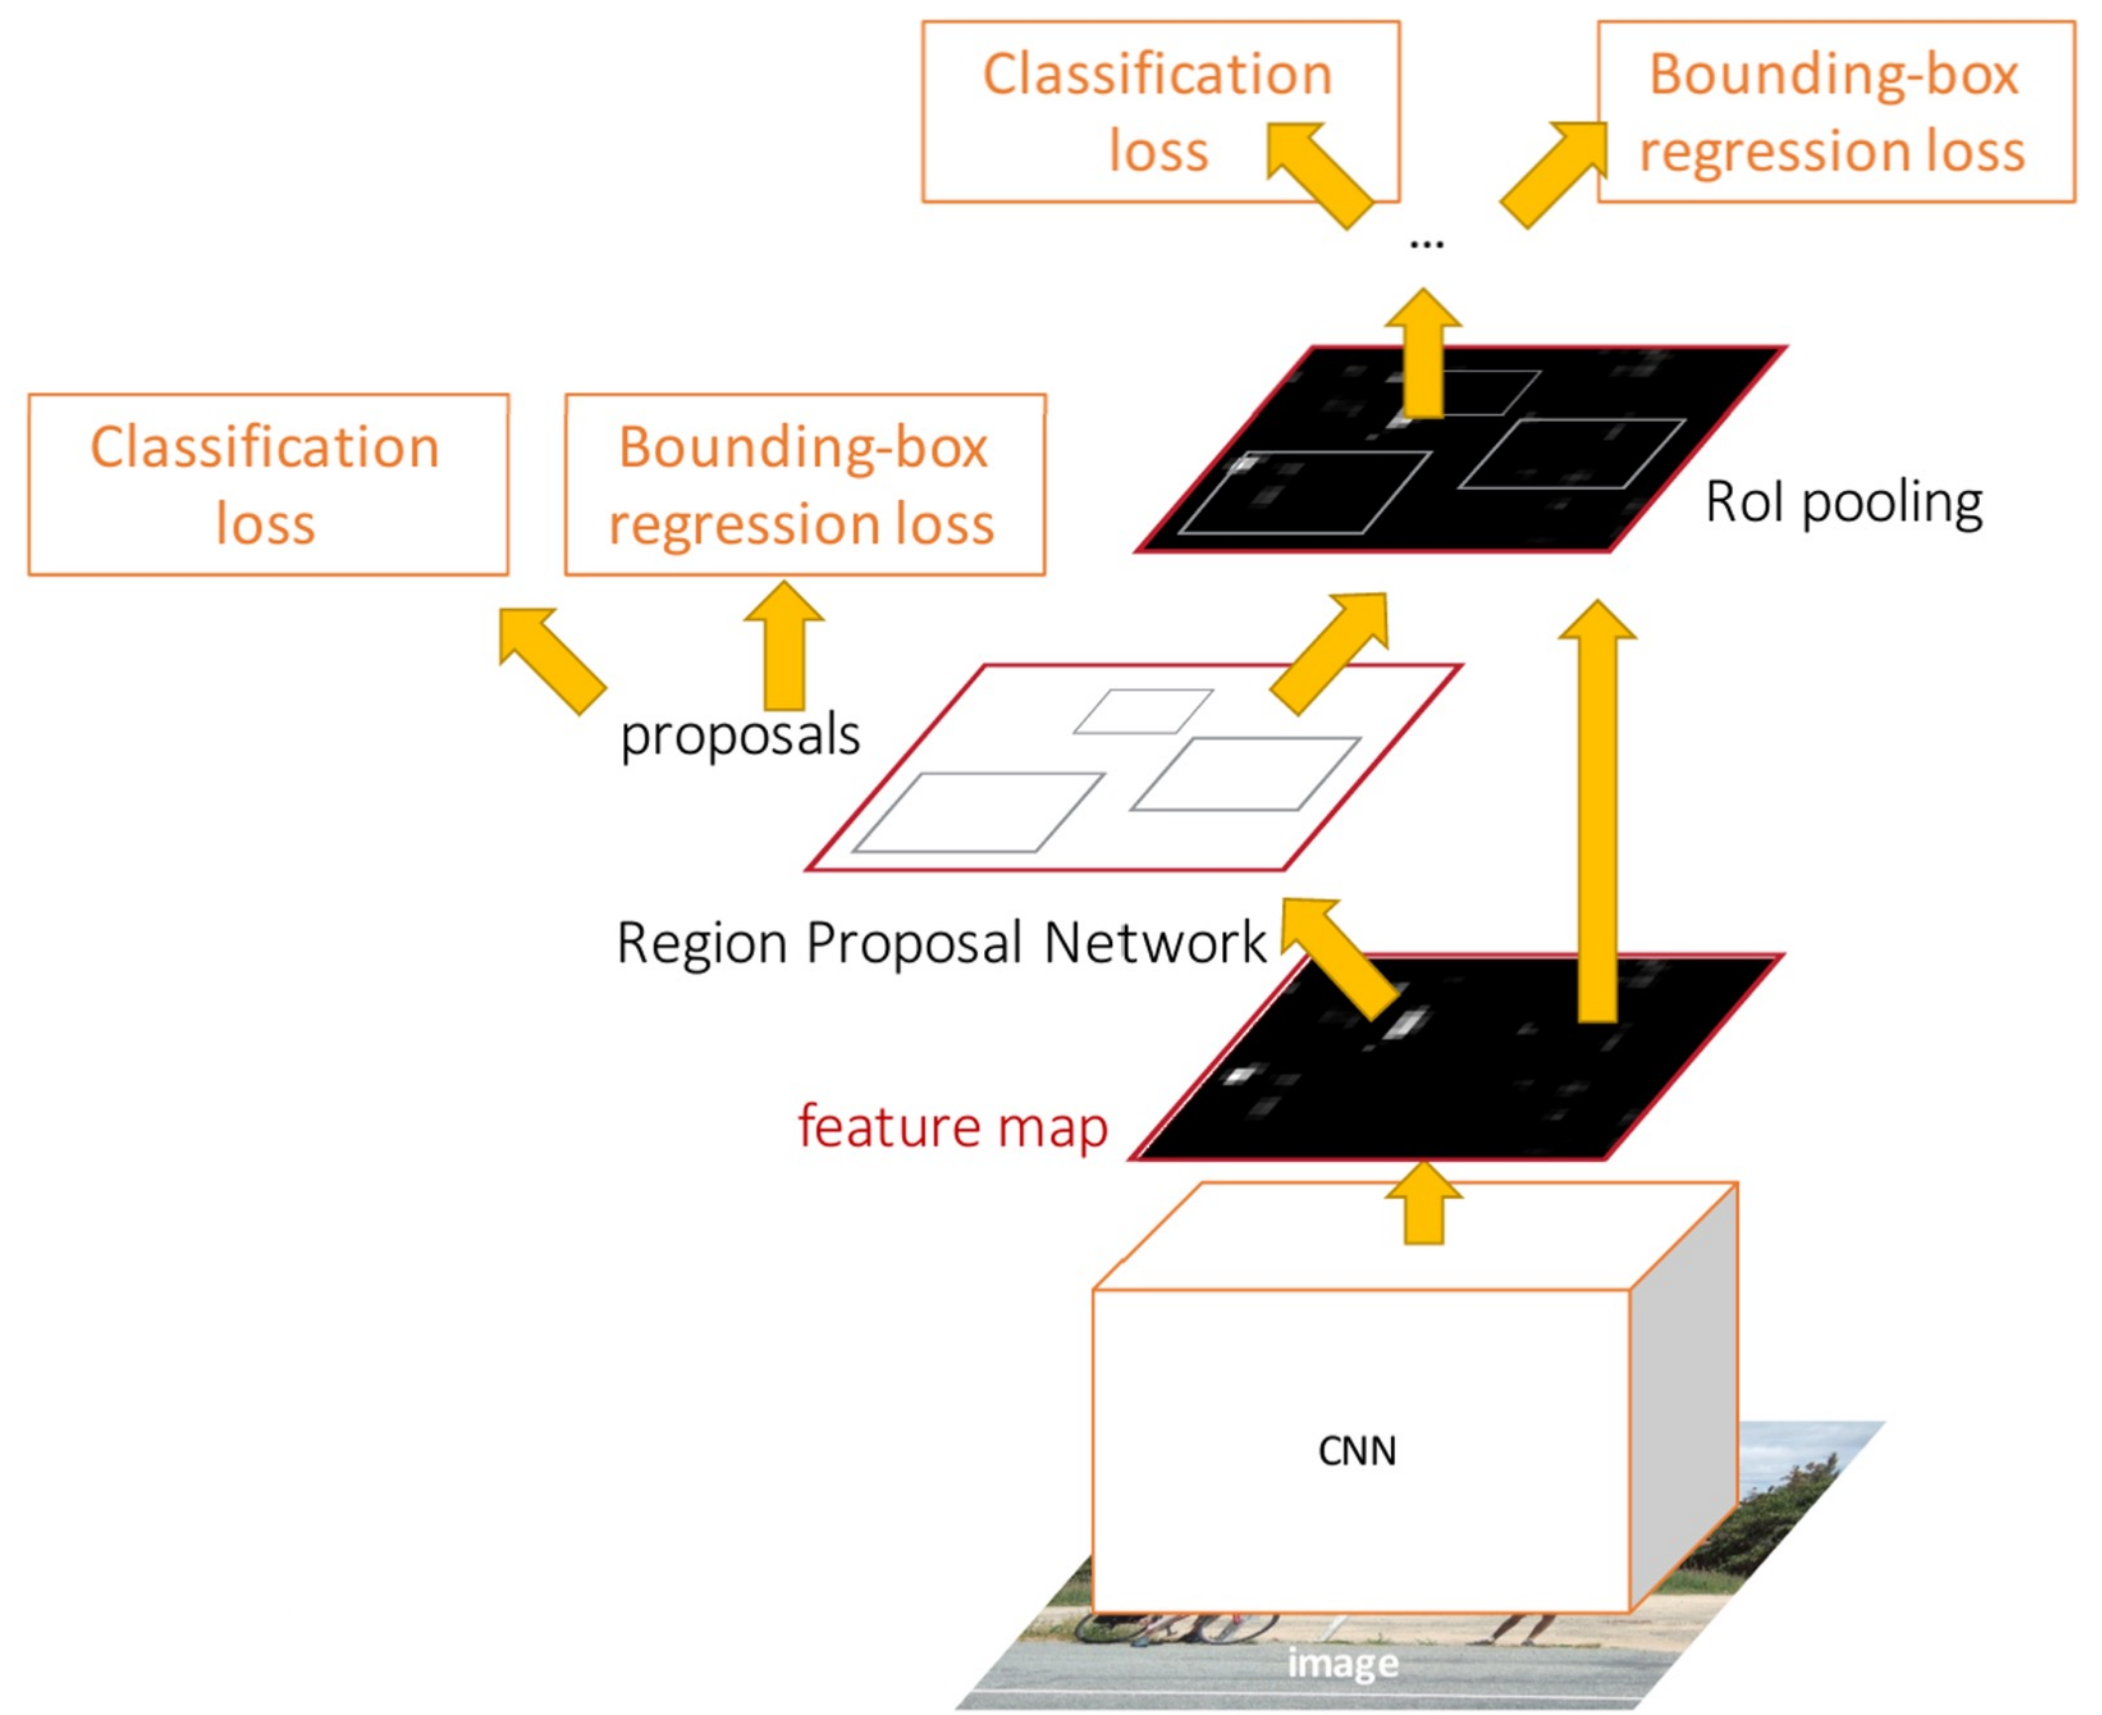 Classification
loss
Bounding-box
regression loss
...
Classification
loss
Bounding-box
regression loss
RoI pooling
proposals
Region Proposal Network
feature map
CNN
image